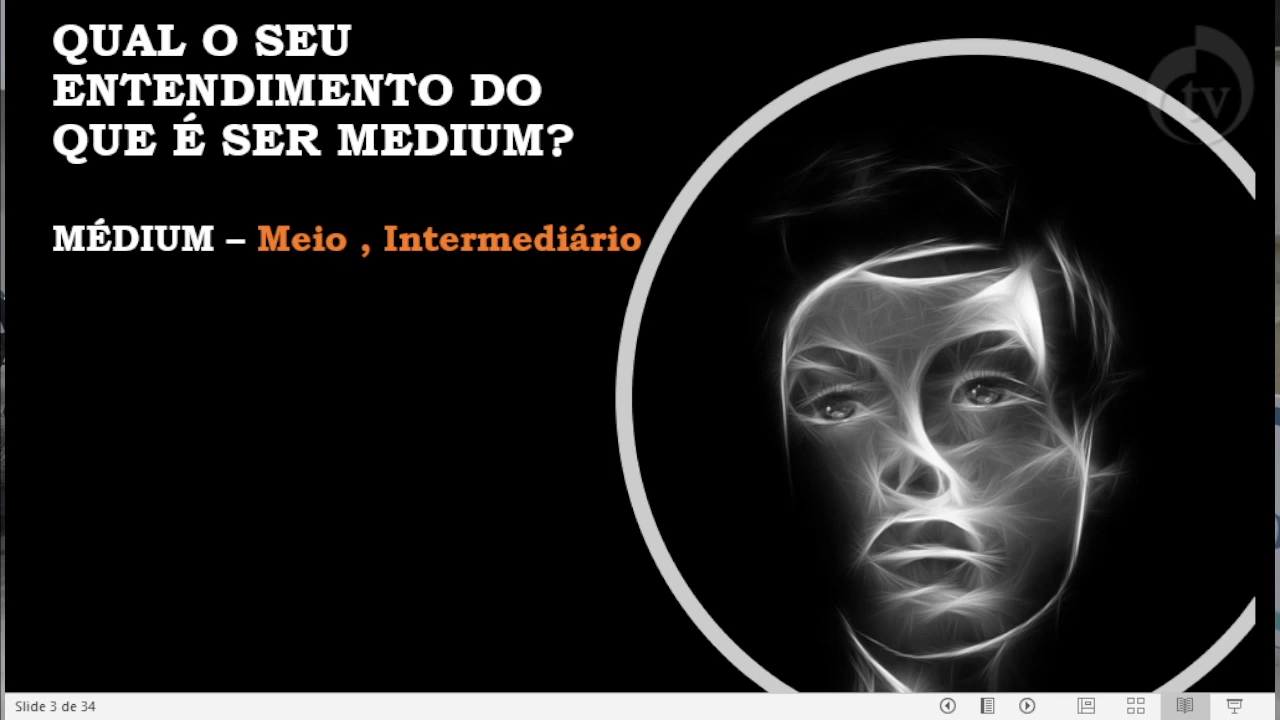 QUAL O SEU
ENTENDIMENTO DO
QUE É SER MEDIUM?
MÉDIUM – Meio , Intermediário
tv
Slide 3 de 34